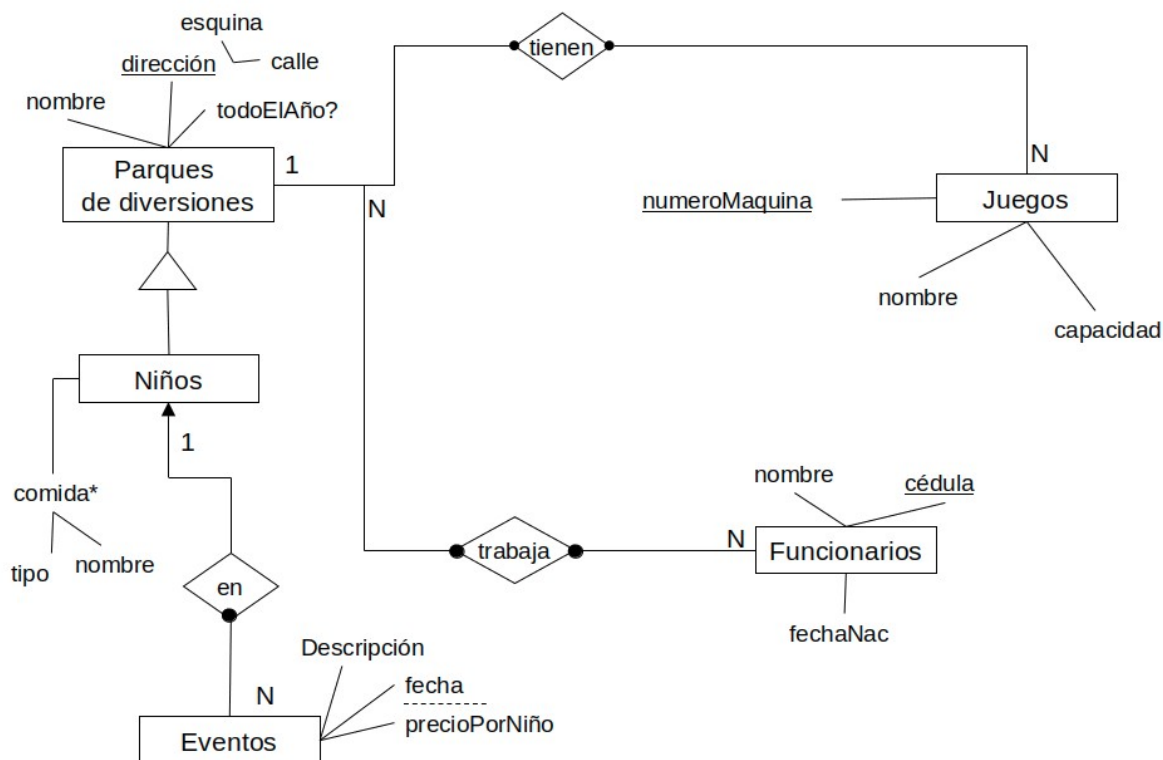 esquina
calle
dirección
nombre
todoElAño?
Parques
de diversiones
1
N
tienen
N
Juegos
numeroMaquina
nombre
capacidad
Niños
1
comida*
tipo
nombre
en
trabaja
N
Funcionarios
nombre
cédula
fechaNac
N
Eventos
Descripción
fecha
precioPorNiño